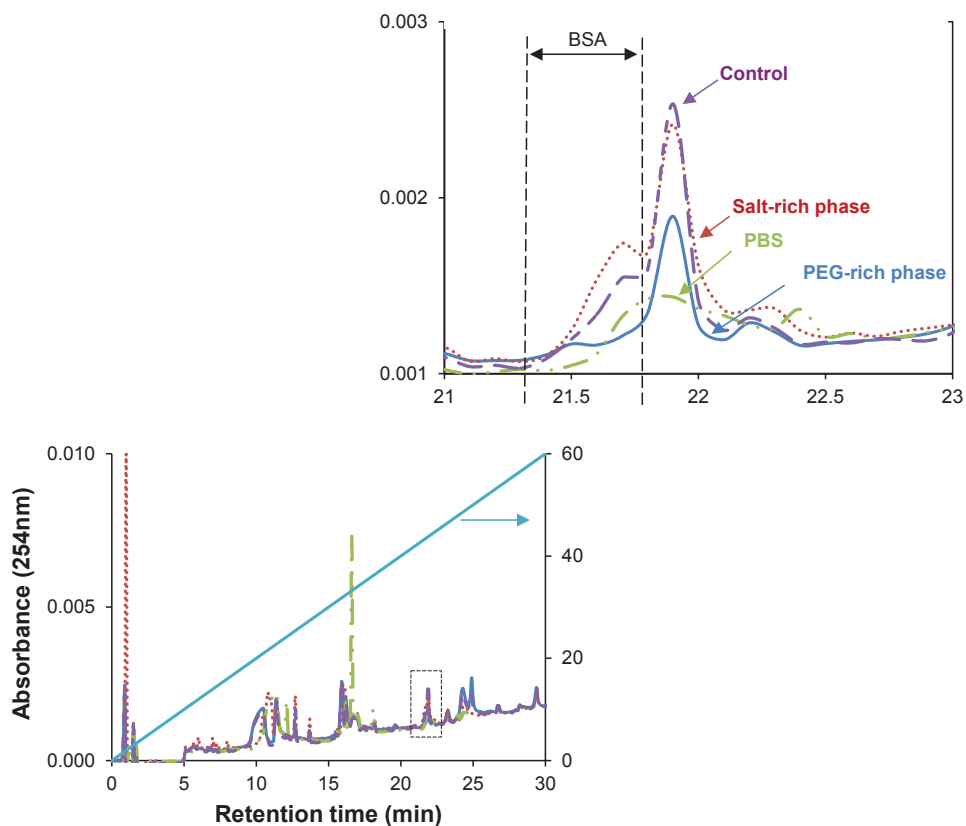 0.003
BSA
Control
0.002
Salt-rich phase
PBS
PEG-rich phase
0.001
21 21.5 22 22.5 23
0.010 60
40
0.005
20
0.000 0
0 5 10 15 20 25 30
Absorbance (254nm)
Retention time (min)